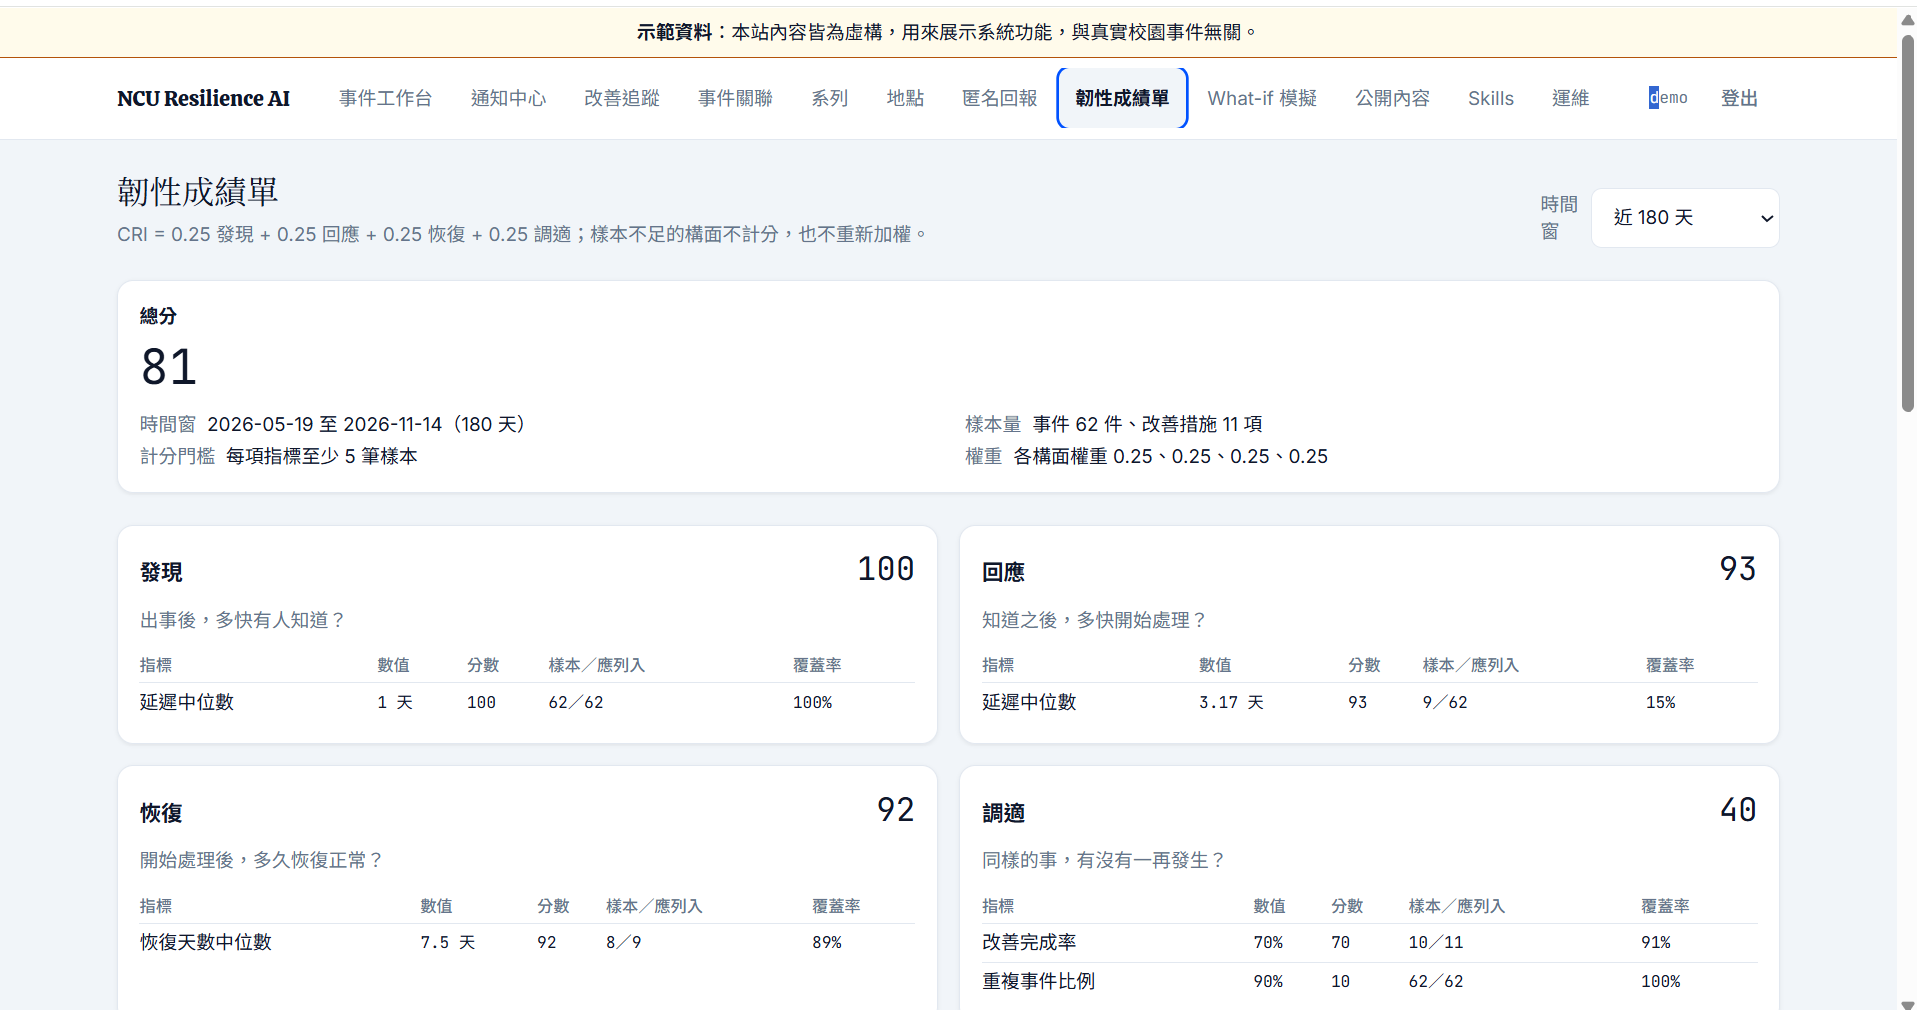 示範資料：本站內容皆為虛構，用來展示系統功能，與真實校園事件無關。
NCU Resilience AI 事件工作台 通知中心 改善追蹤 事件關聯 系列 地點 匿名回報 韌性成績單 What-if 模擬 公開內容 Skills 運維 demo 登出
韌性成績單
CRI = 0.25 發現 + 0.25 回應 + 0.25 恢復 + 0.25 調適；樣本不足的構面不計分，也不重新加權。
時間窗 近 180 天
總分
81
時間窗 2026-05-19 至 2026-11-14（180 天） 樣本量 事件 62 件、改善措施 11 項
計分門檻 每項指標至少 5 筆樣本 權重 各構面權重 0.25、0.25、0.25、0.25
發現 100
出事後，多快有人知道？
指標 數值 分數 樣本／應列入 覆蓋率
延遲中位數 1 天 100 62／62 100%
回應 93
知道之後，多快開始處理？
指標 數值 分數 樣本／應列入 覆蓋率
延遲中位數 3.17 天 93 9／62 15%
恢復 92
開始處理後，多久恢復正常？
指標 數值 分數 樣本／應列入 覆蓋率
恢復天數中位數 7.5 天 92 8／9 89%
調適 40
同樣的事，有沒有一再發生？
指標 數值 分數 樣本／應列入 覆蓋率
改善完成率 70% 70 10／11 91%
重複事件比例 90% 10 62／62 100%